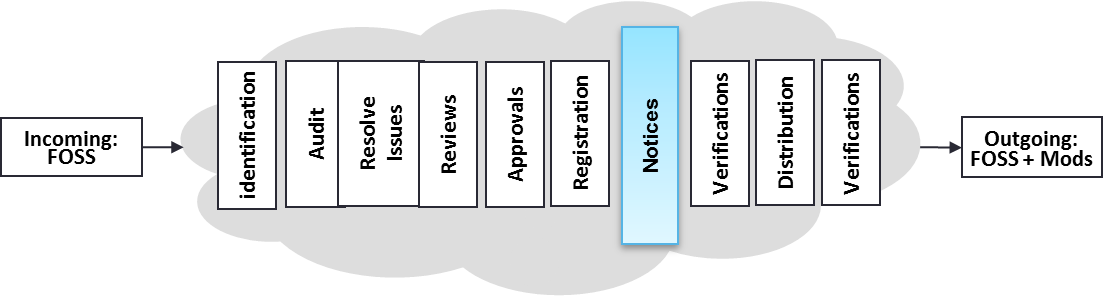 Incoming:
FOSS
identification
Audit
Resolve
Issues
Reviews
Approvals
Registration
Notices
Verifications
Distribution
Verifications
Outgoing:
FOSS + Mods